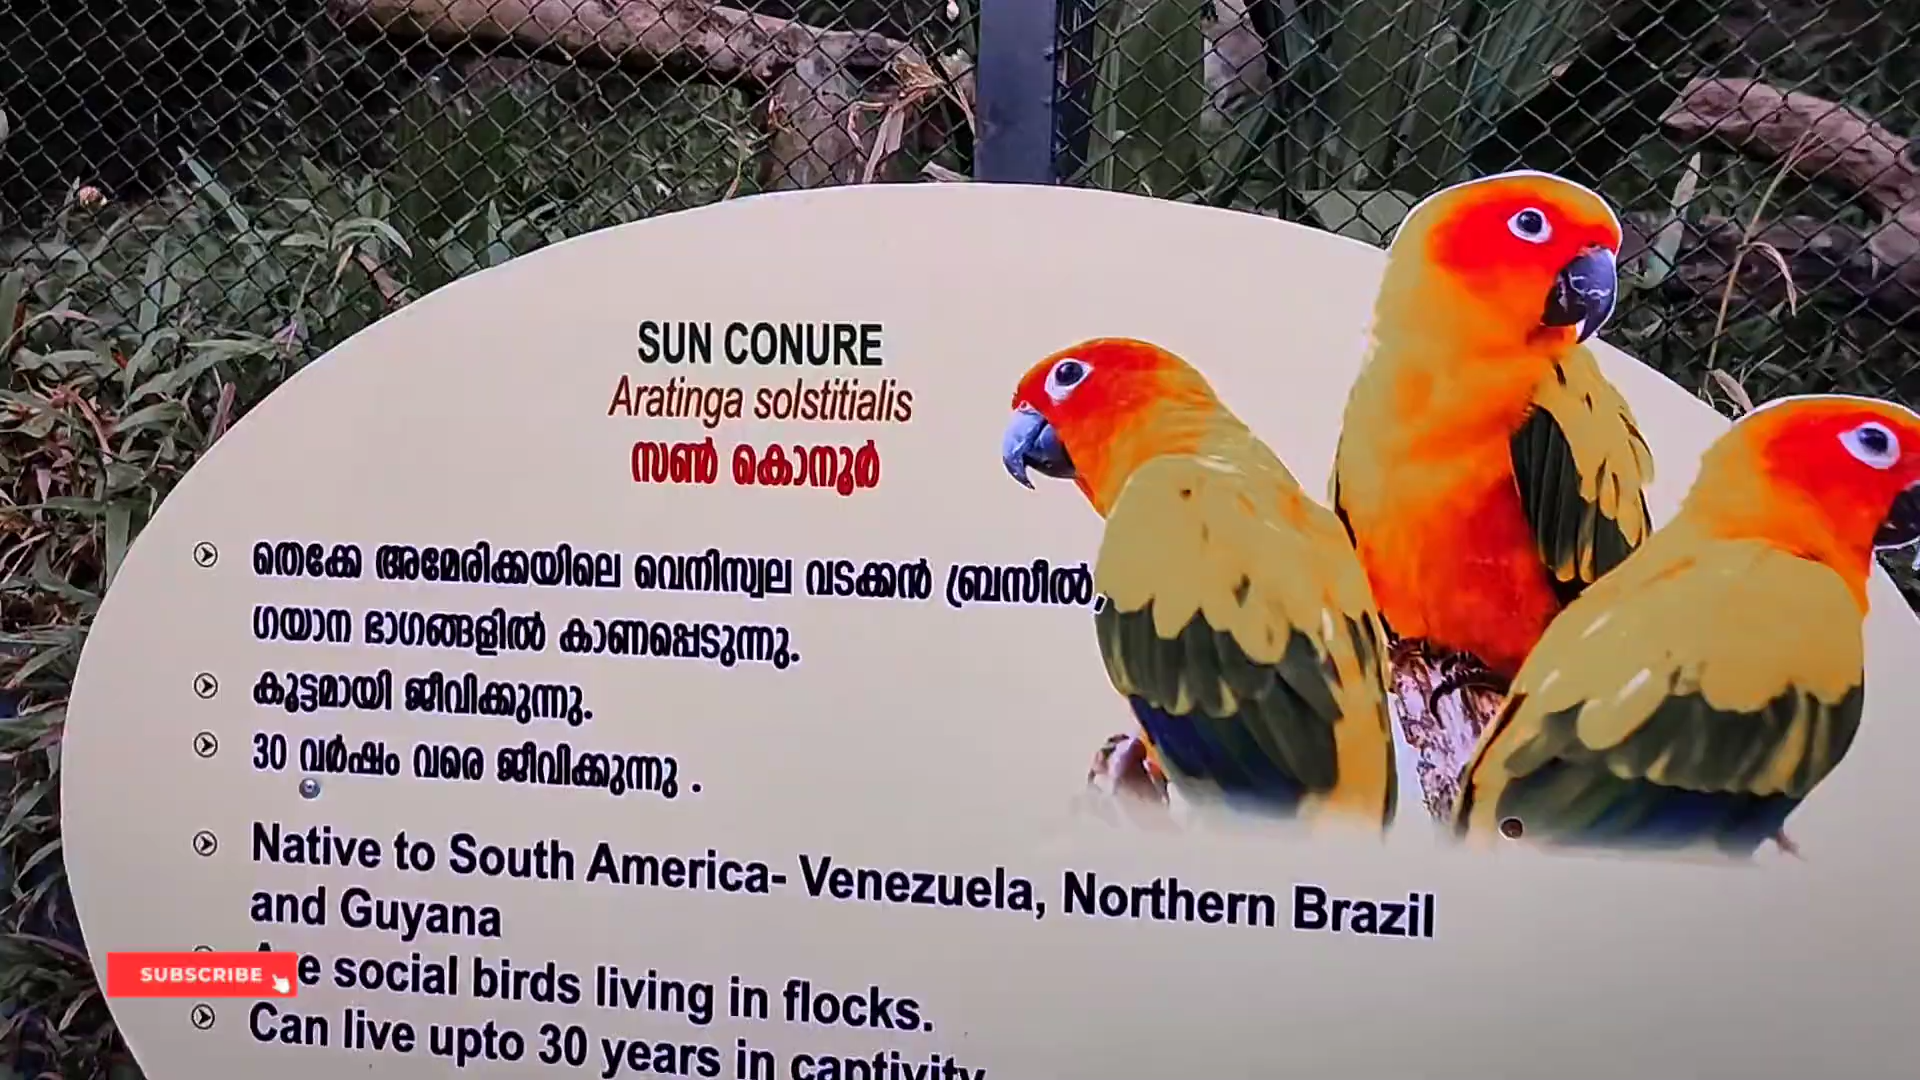 SUN CONURE
Aratinga solstitialis
സൺ കൊനൂർ
തെക്കേ അമേരിക്കയിലെ വെനിസ്വല വടക്കൻ ബ്രസീൽ,
ഗയാന ഭാഗങ്ങളിൽ കാണപ്പെടുന്നു.
കൂട്ടമായി ജീവിക്കുന്നു.
30 വർഷം വരെ ജീവിക്കുന്നു .
Native to South America- Venezuela, Northern Brazil
and Guyana
social birds living in flocks.
Can live upto 30 years in captivity
SUBSCRIBE